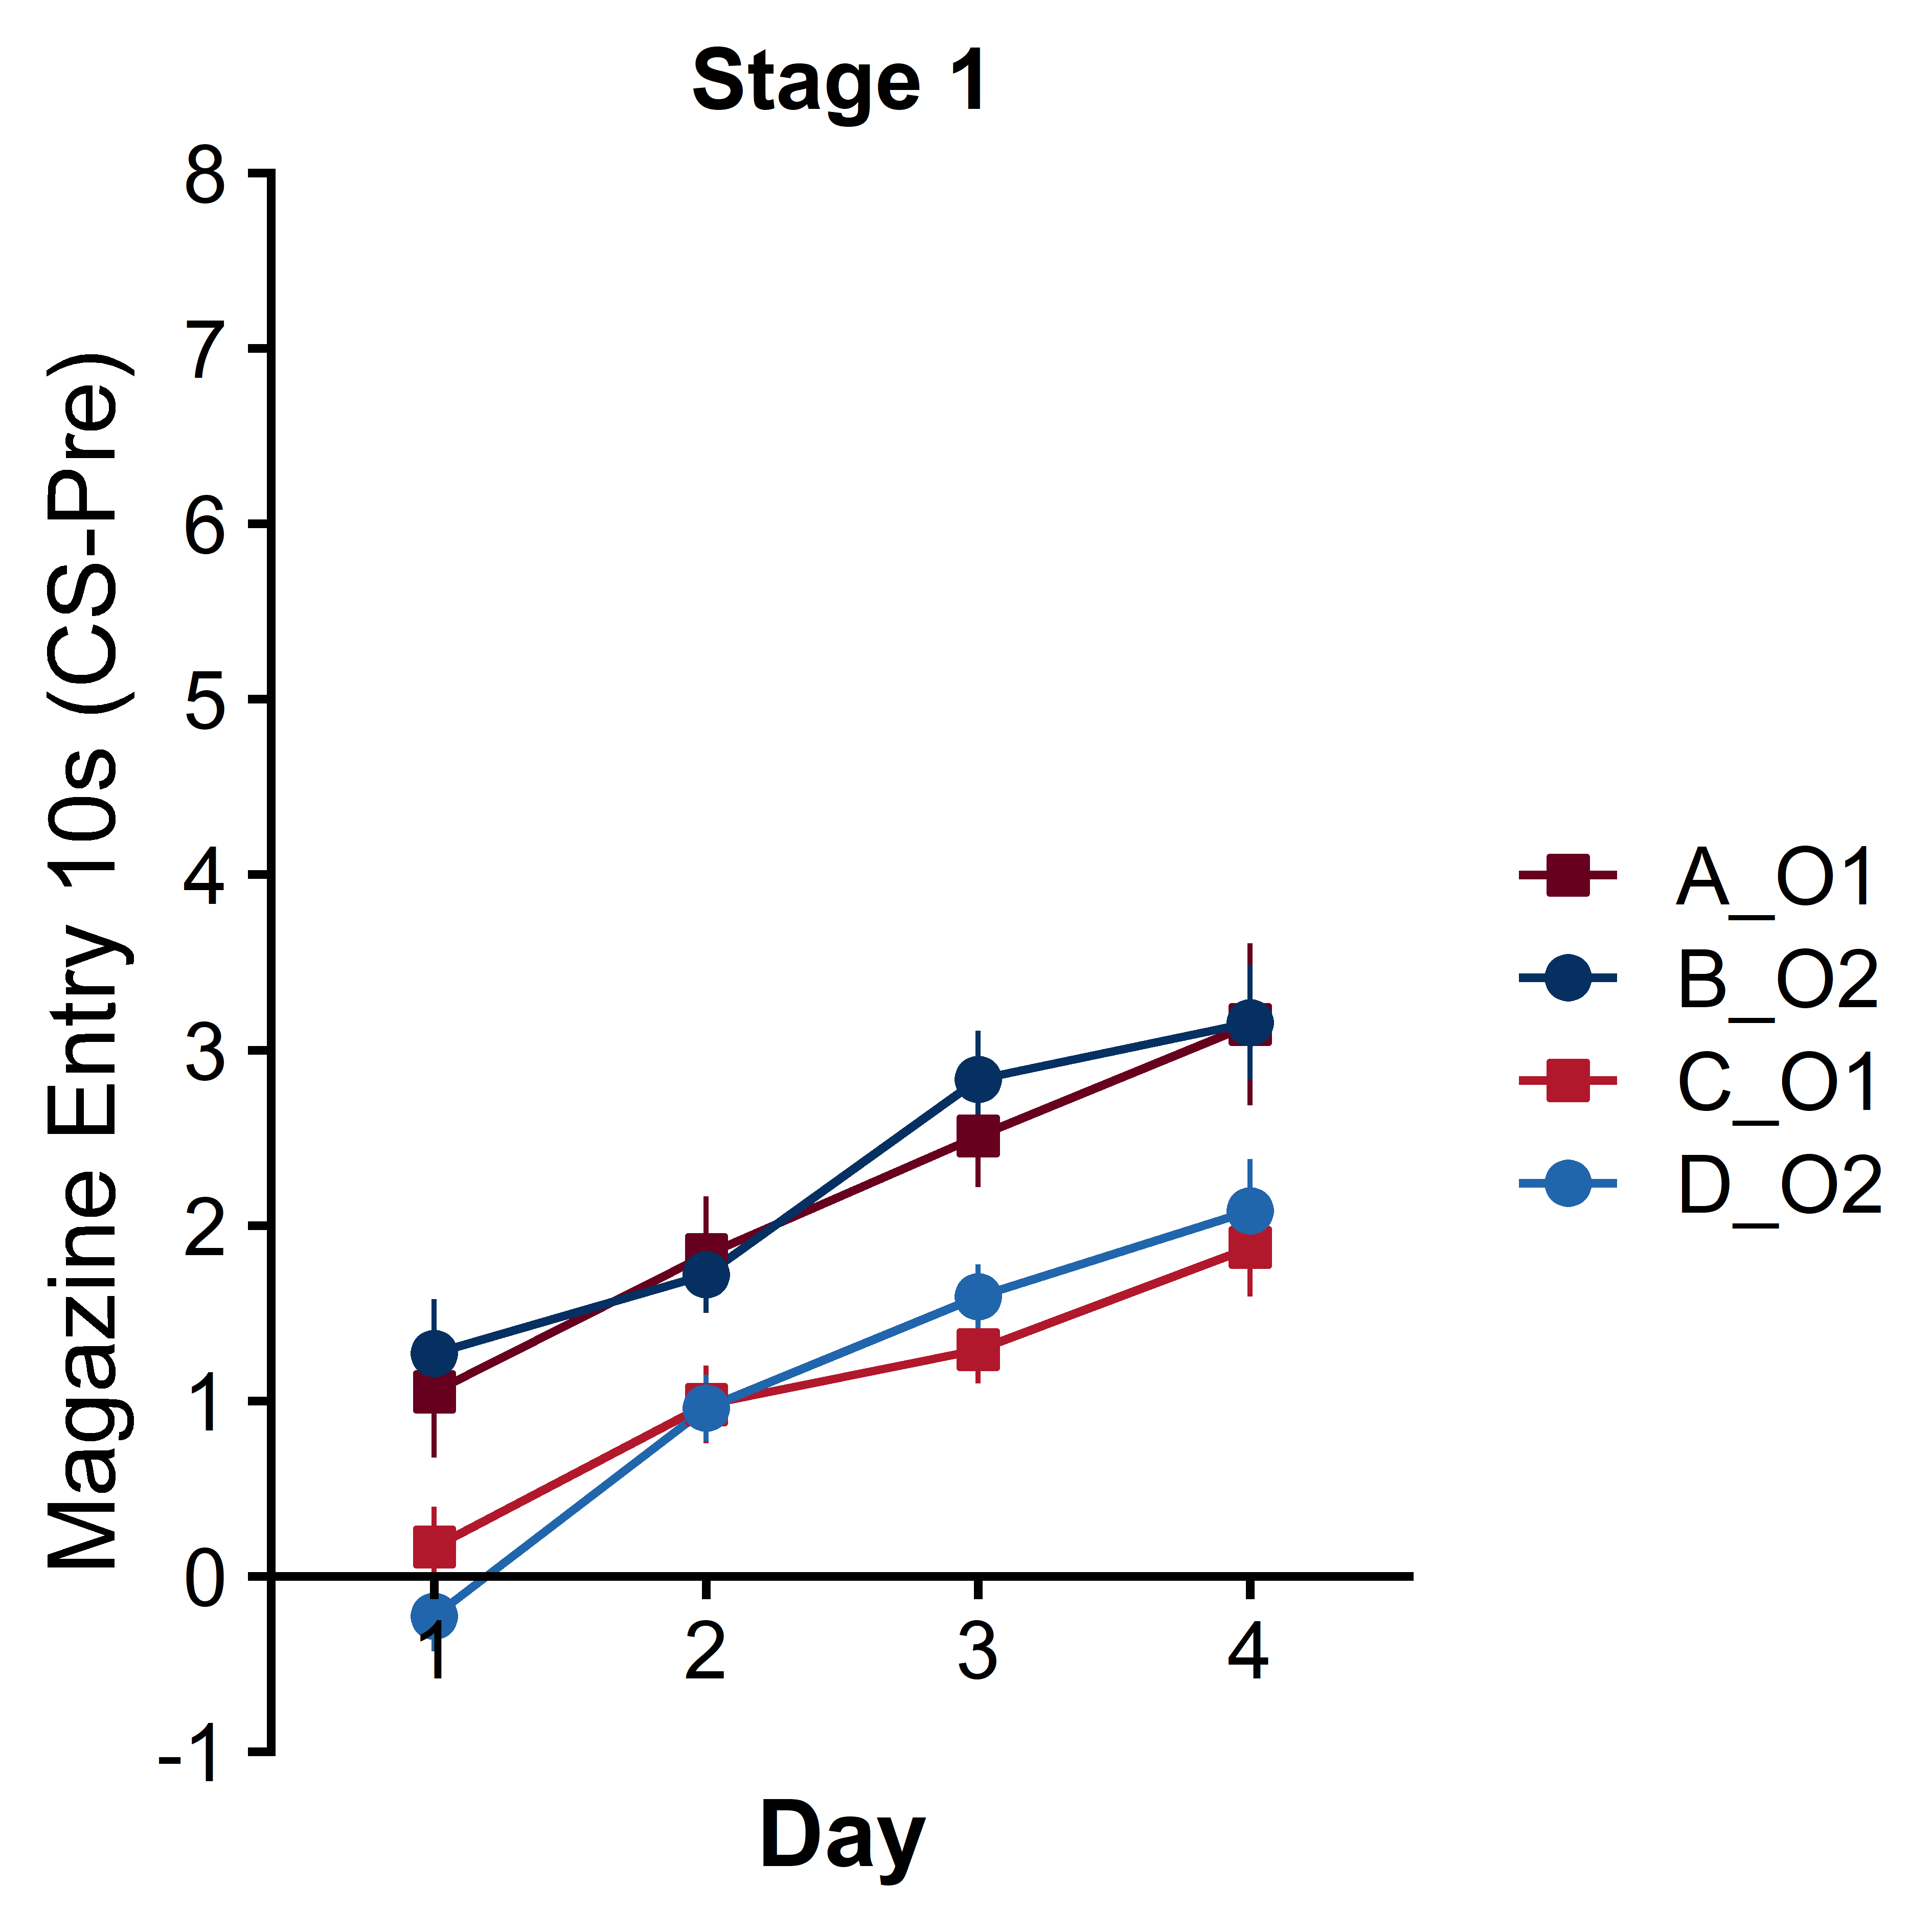 Stage 1
Magazine Entry 10s (CS-Pre)
8
7
6
5
4
3
2
1
0
-1
1 2 3 4
Day
A_O1
B_O2
C_O1
D_O2